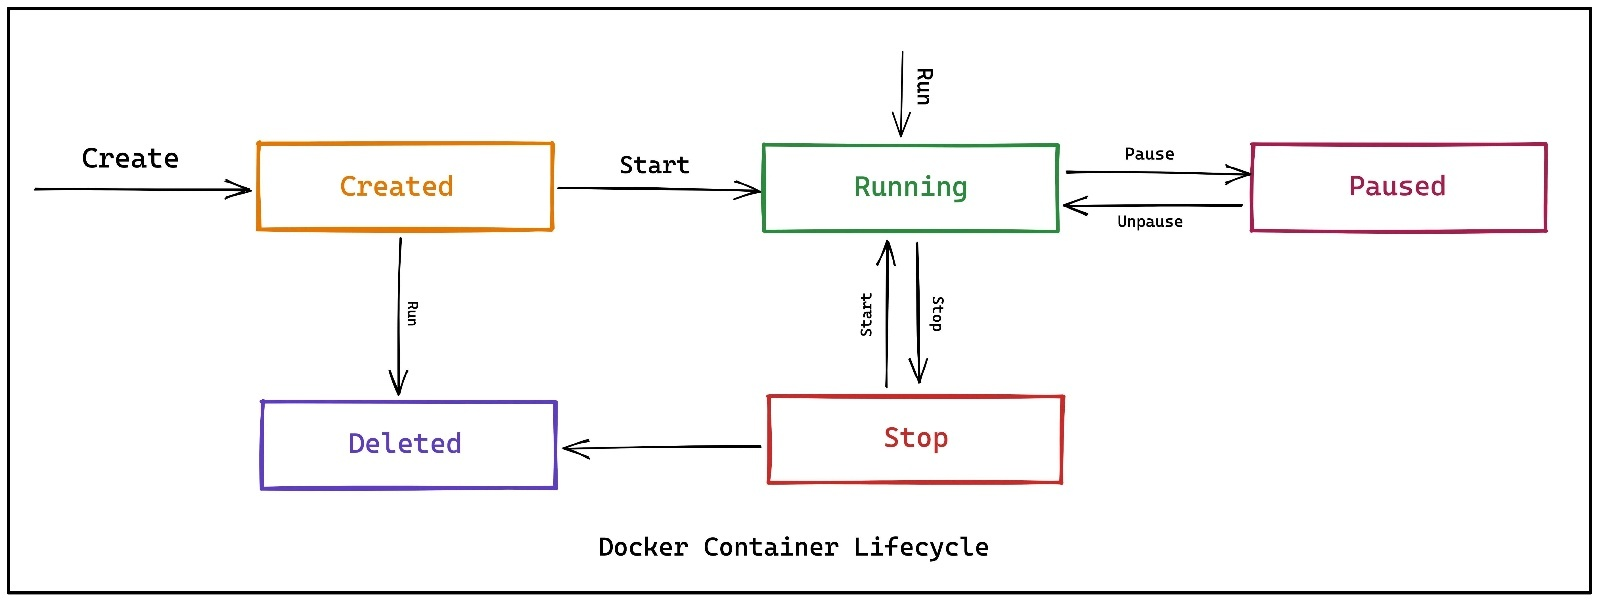 Run
Create
Created
Start
Running
Pause
Unpause
Paused
Run
Start
Stop
Deleted
Stop
Docker Container Lifecycle